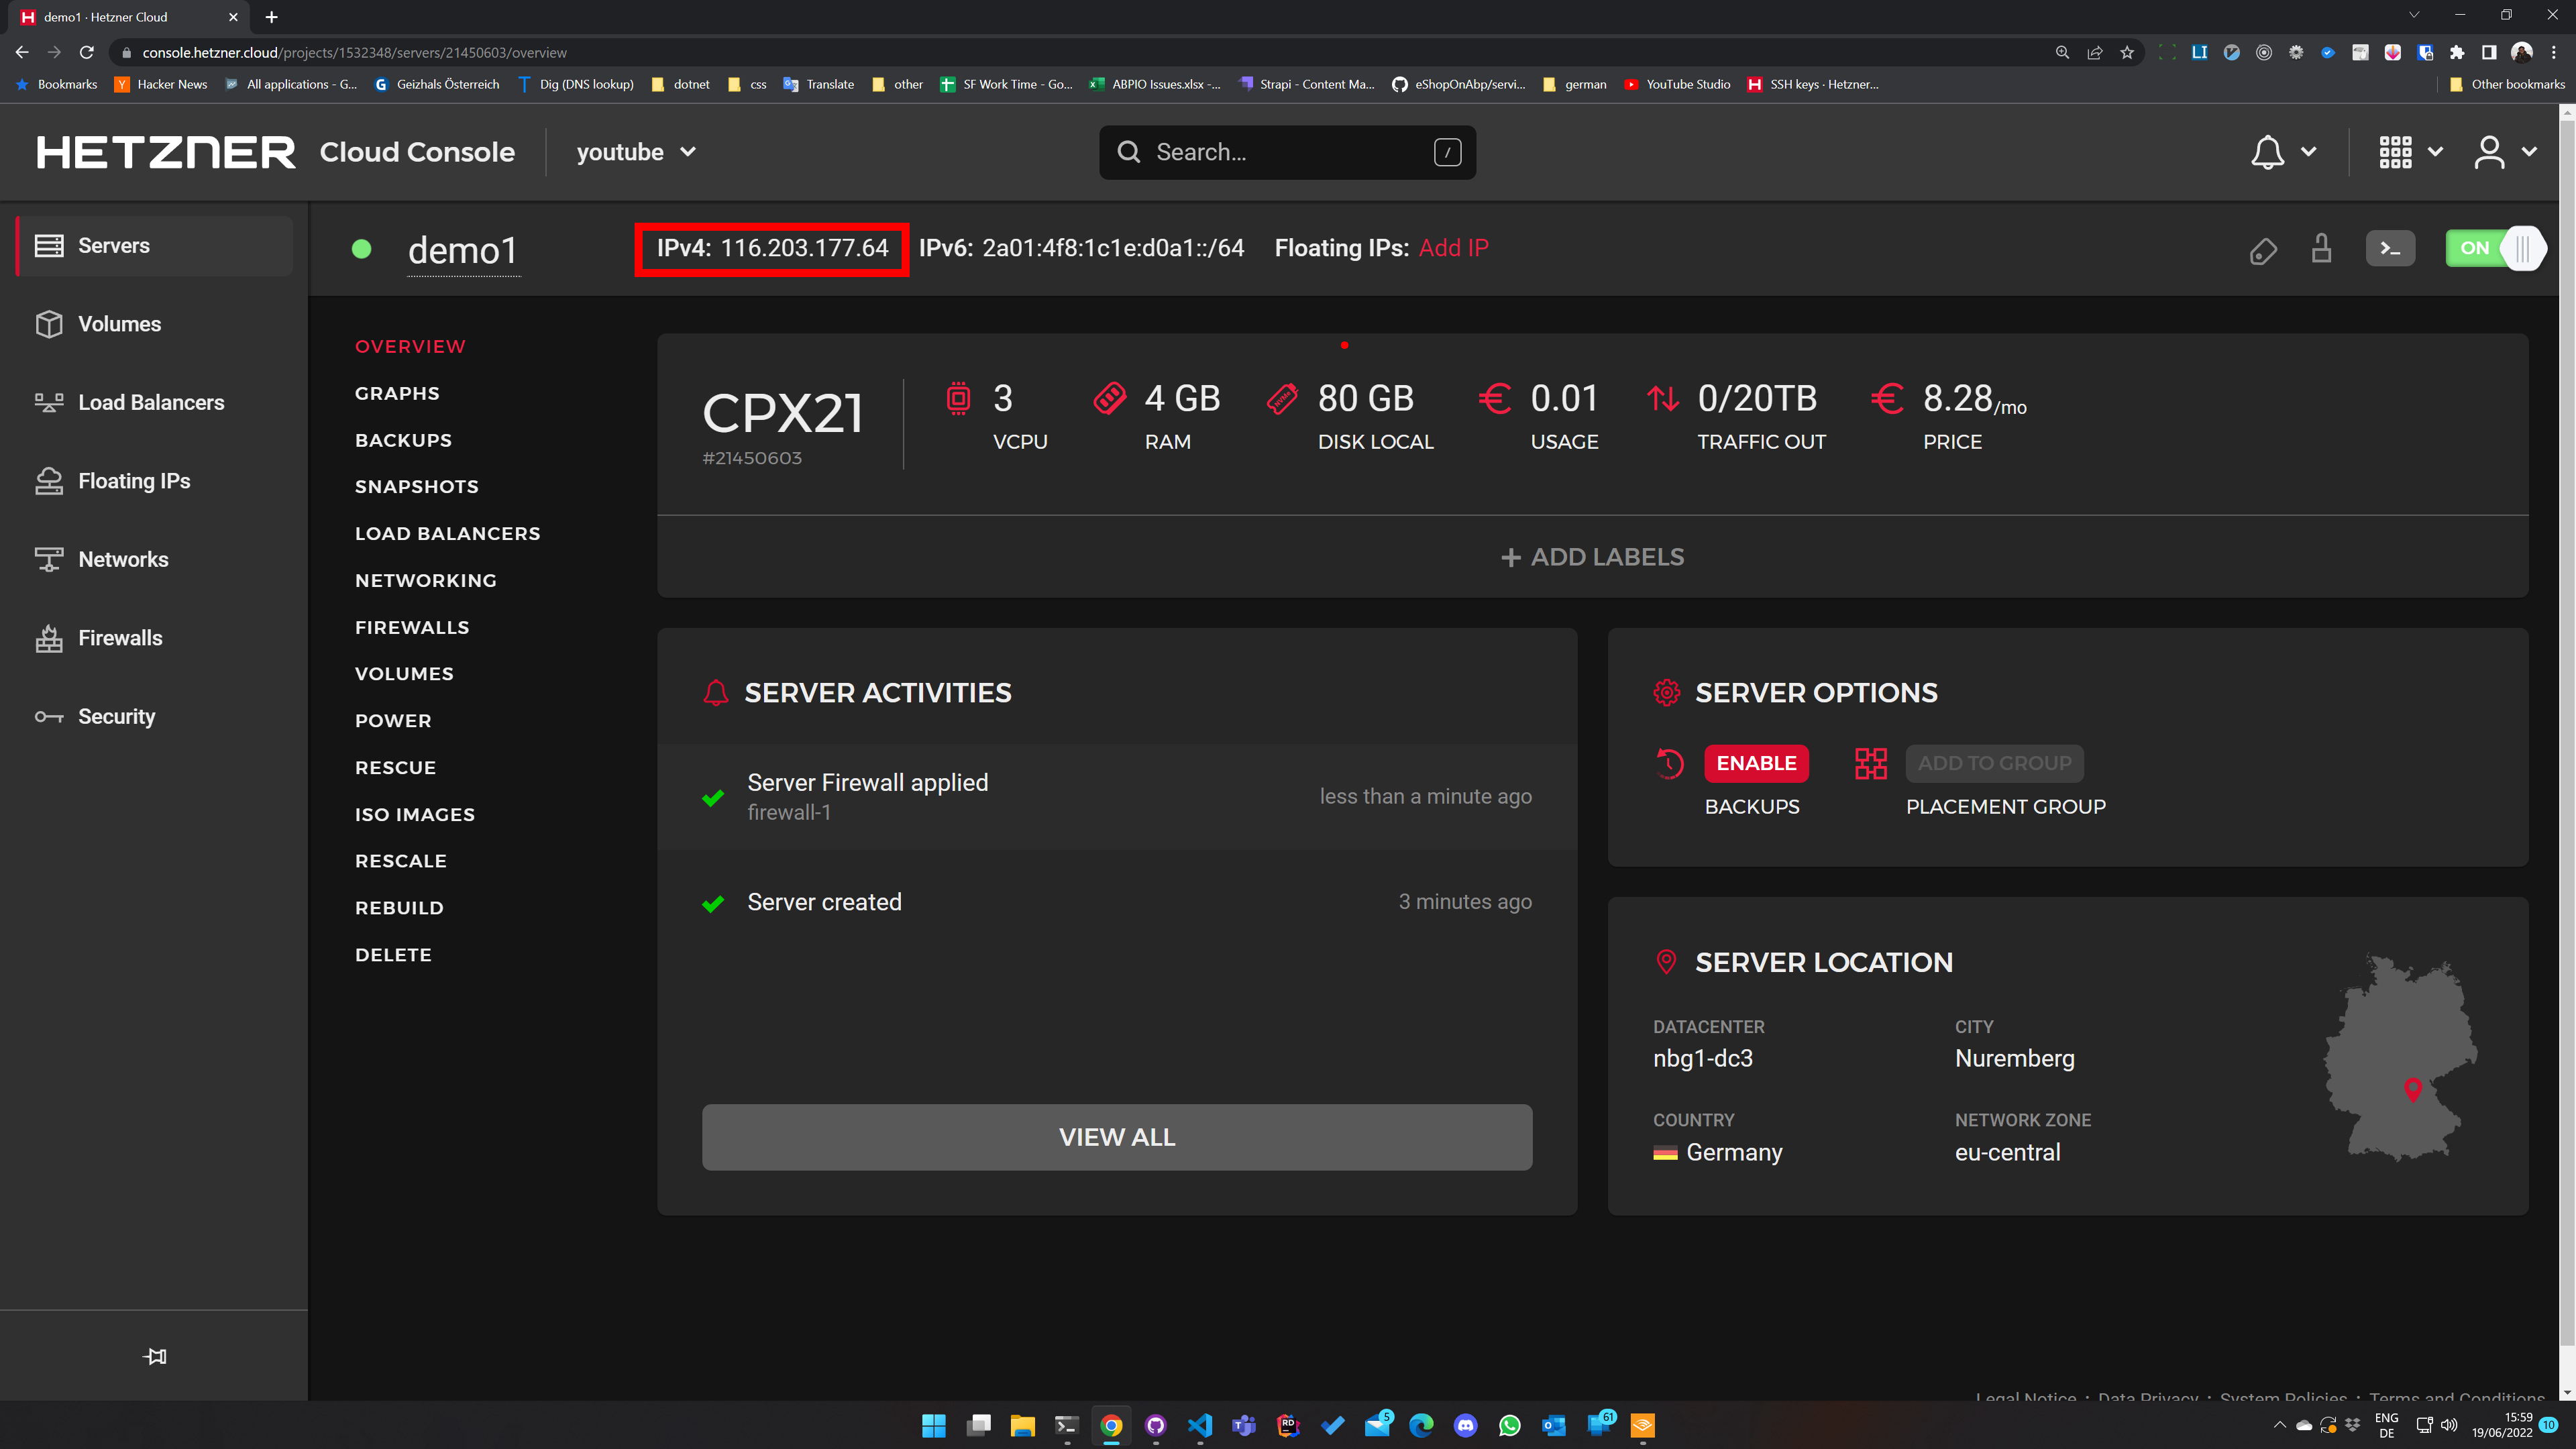 demo1 · Hetzner Cloud
console.hetzner.cloud/projects/1532348/servers/21450603/overview
Bookmarks
Hacker News
All applications - G...
Geizhals Österreich
Dig (DNS lookup)
dotnet
css
Translate
other
SF Work Time - Go...
ABPIO Issues.xlsx -...
Strapi - Content Ma...
eShopOnAbp/servi...
german
YouTube Studio
SSH keys · Hetzner...
Other bookmarks
HETZNER Cloud Console
youtube
Search...
/
Servers
Volumes
Load Balancers
Floating IPs
Networks
Firewalls
Security
demo1
IPv4: 116.203.177.64
IPv6: 2a01:4f8:1c1e:d0a1::/64
Floating IPs: Add IP
ON
OVERVIEW
GRAPHS
BACKUPS
SNAPSHOTS
LOAD BALANCERS
NETWORKING
FIREWALLS
VOLUMES
POWER
RESCUE
ISO IMAGES
RESCALE
REBUILD
DELETE
CPX21
#21450603
3
VCPU
4 GB
RAM
80 GB
DISK LOCAL
€ 0.01
USAGE
0/20TB
TRAFFIC OUT
€ 8.28/mo
PRICE
+ ADD LABELS
SERVER ACTIVITIES
Server Firewall applied
firewall-1
less than a minute ago
Server created
3 minutes ago
VIEW ALL
SERVER OPTIONS
ENABLE
BACKUPS
ADD TO GROUP
PLACEMENT GROUP
SERVER LOCATION
DATACENTER
nbg1-dc3
CITY
Nuremberg
COUNTRY
Germany
NETWORK ZONE
eu-central
Legal Notice · Data Privacy · System Policies · Terms and Conditions
5
61
ENG
DE
15:59
19/06/2022
10